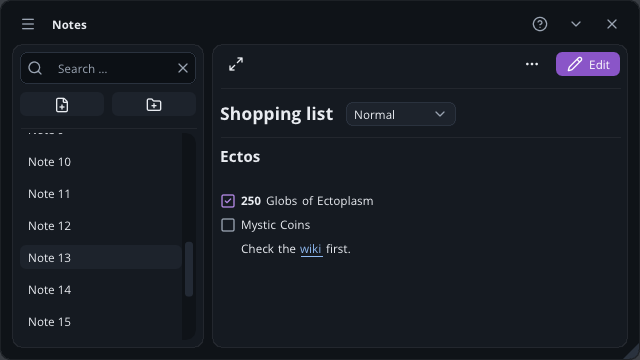 Notes
Search ...
Note 10
Note 11
Note 12
Note 13
Note 14
Note 15
Edit
Shopping list
Normal
Ectos
250 Globs of Ectoplasm
Mystic Coins
Check the wiki first.